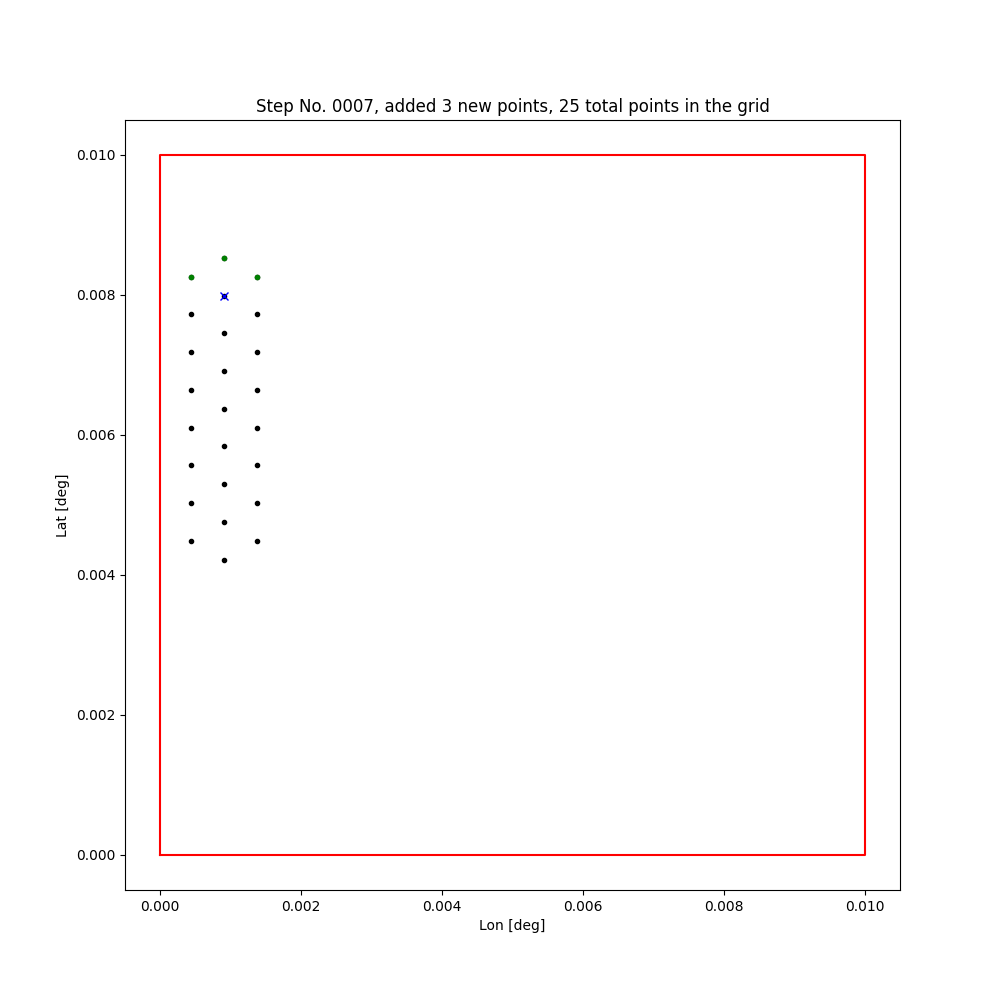 Step No. 0007, added 3 new points, 25 total points in the grid
0.010
0.008
0.006
0.004
0.002
0.000
Lat [deg]
0.000 0.002 0.004 0.006 0.008 0.010
Lon [deg]